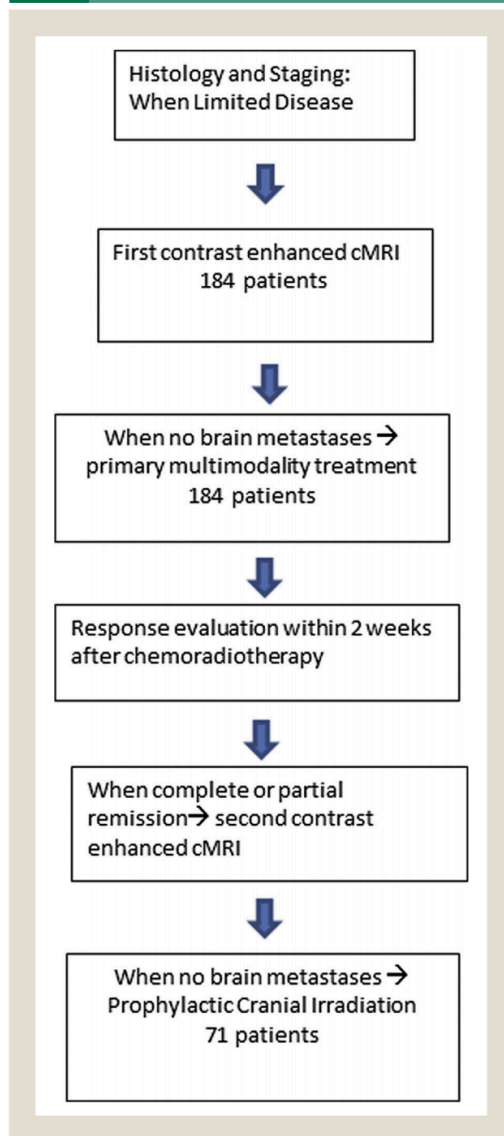 Histology and Staging:
When Limited Disease
First contrast enhanced cMRI
184 patients
When no brain metastases →
primary multimodality treatment
184 patients
Response evaluation within 2 weeks
after chemoradiotherapy
When complete or partial
remission→ second contrast
enhanced cMRI
When no brain metastases →
Prophylactic Cranial Irradiation
71 patients